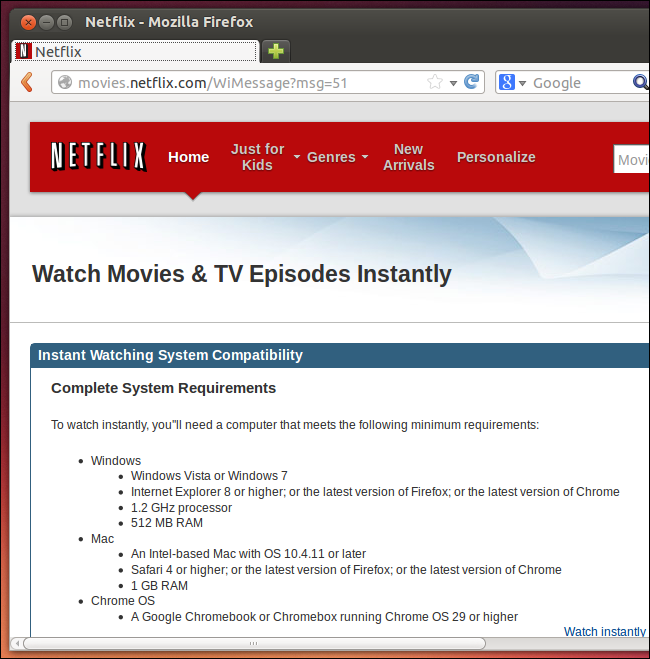 Netflix - Mozilla Firefox
Netflix
movies.netflix.com/WiMessage?msg=51
Google
NETFLIX
Home
Just for
Kids
Genres
New
Arrivals
Personalize
Movi
Watch Movies & TV Episodes Instantly
Instant Watching System Compatibility
Complete System Requirements
To watch instantly, you"ll need a computer that meets the following minimum requirements:
Windows
Windows Vista or Windows 7
Internet Explorer 8 or higher; or the latest version of Firefox; or the latest version of Chrome
1.2 GHz processor
512 MB RAM
Mac
An Intel-based Mac with OS 10.4.11 or later
Safari 4 or higher; or the latest version of Firefox; or the latest version of Chrome
1 GB RAM
Chrome OS
A Google Chromebook or Chromebox running Chrome OS 29 or higher
Watch instantly